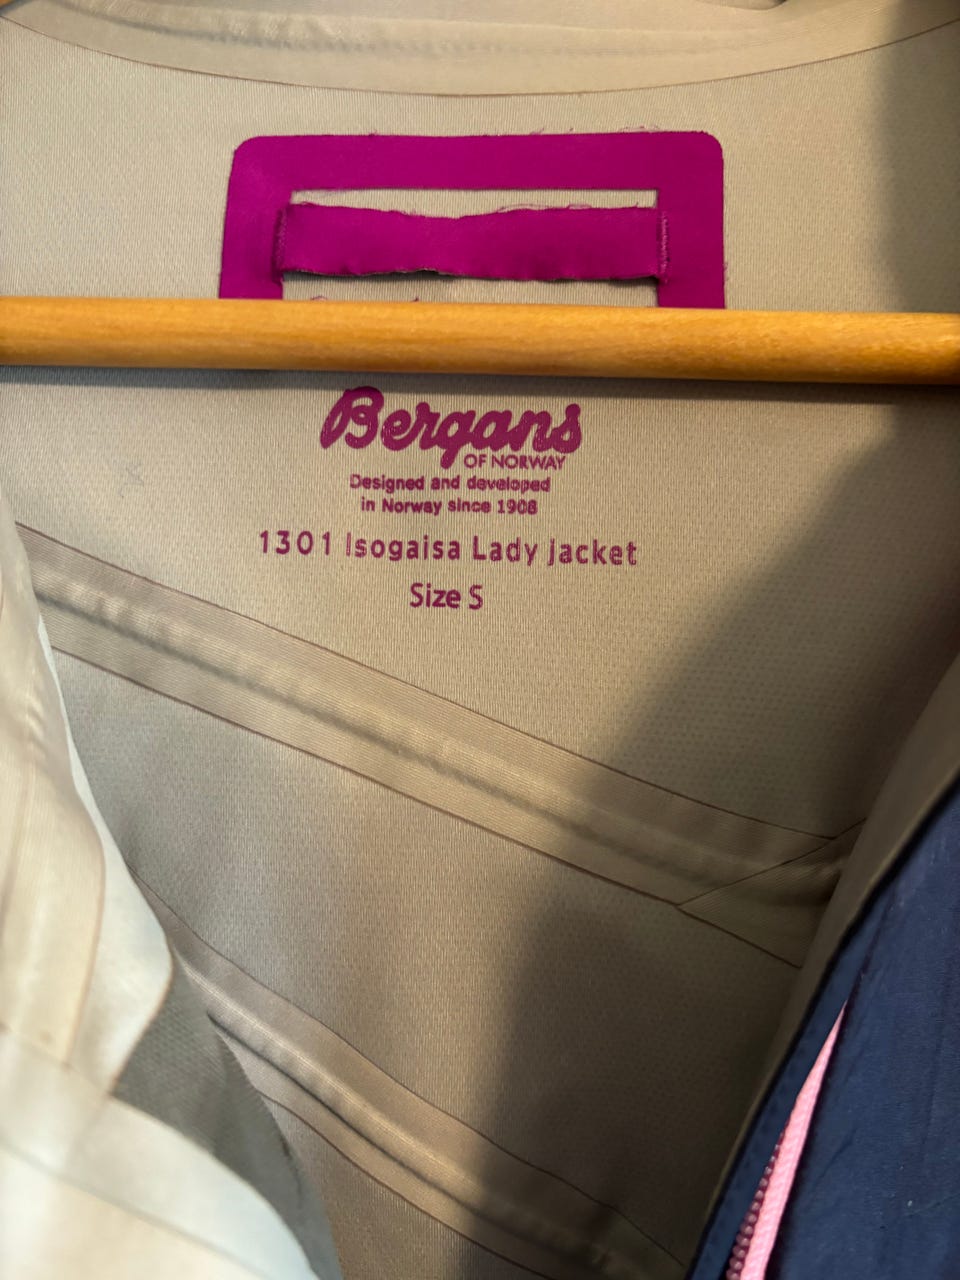 Bergans
OF NORWAY
Designed and developed
in Norway since 1908
1301 Isogaisa Lady Jacket
Size S